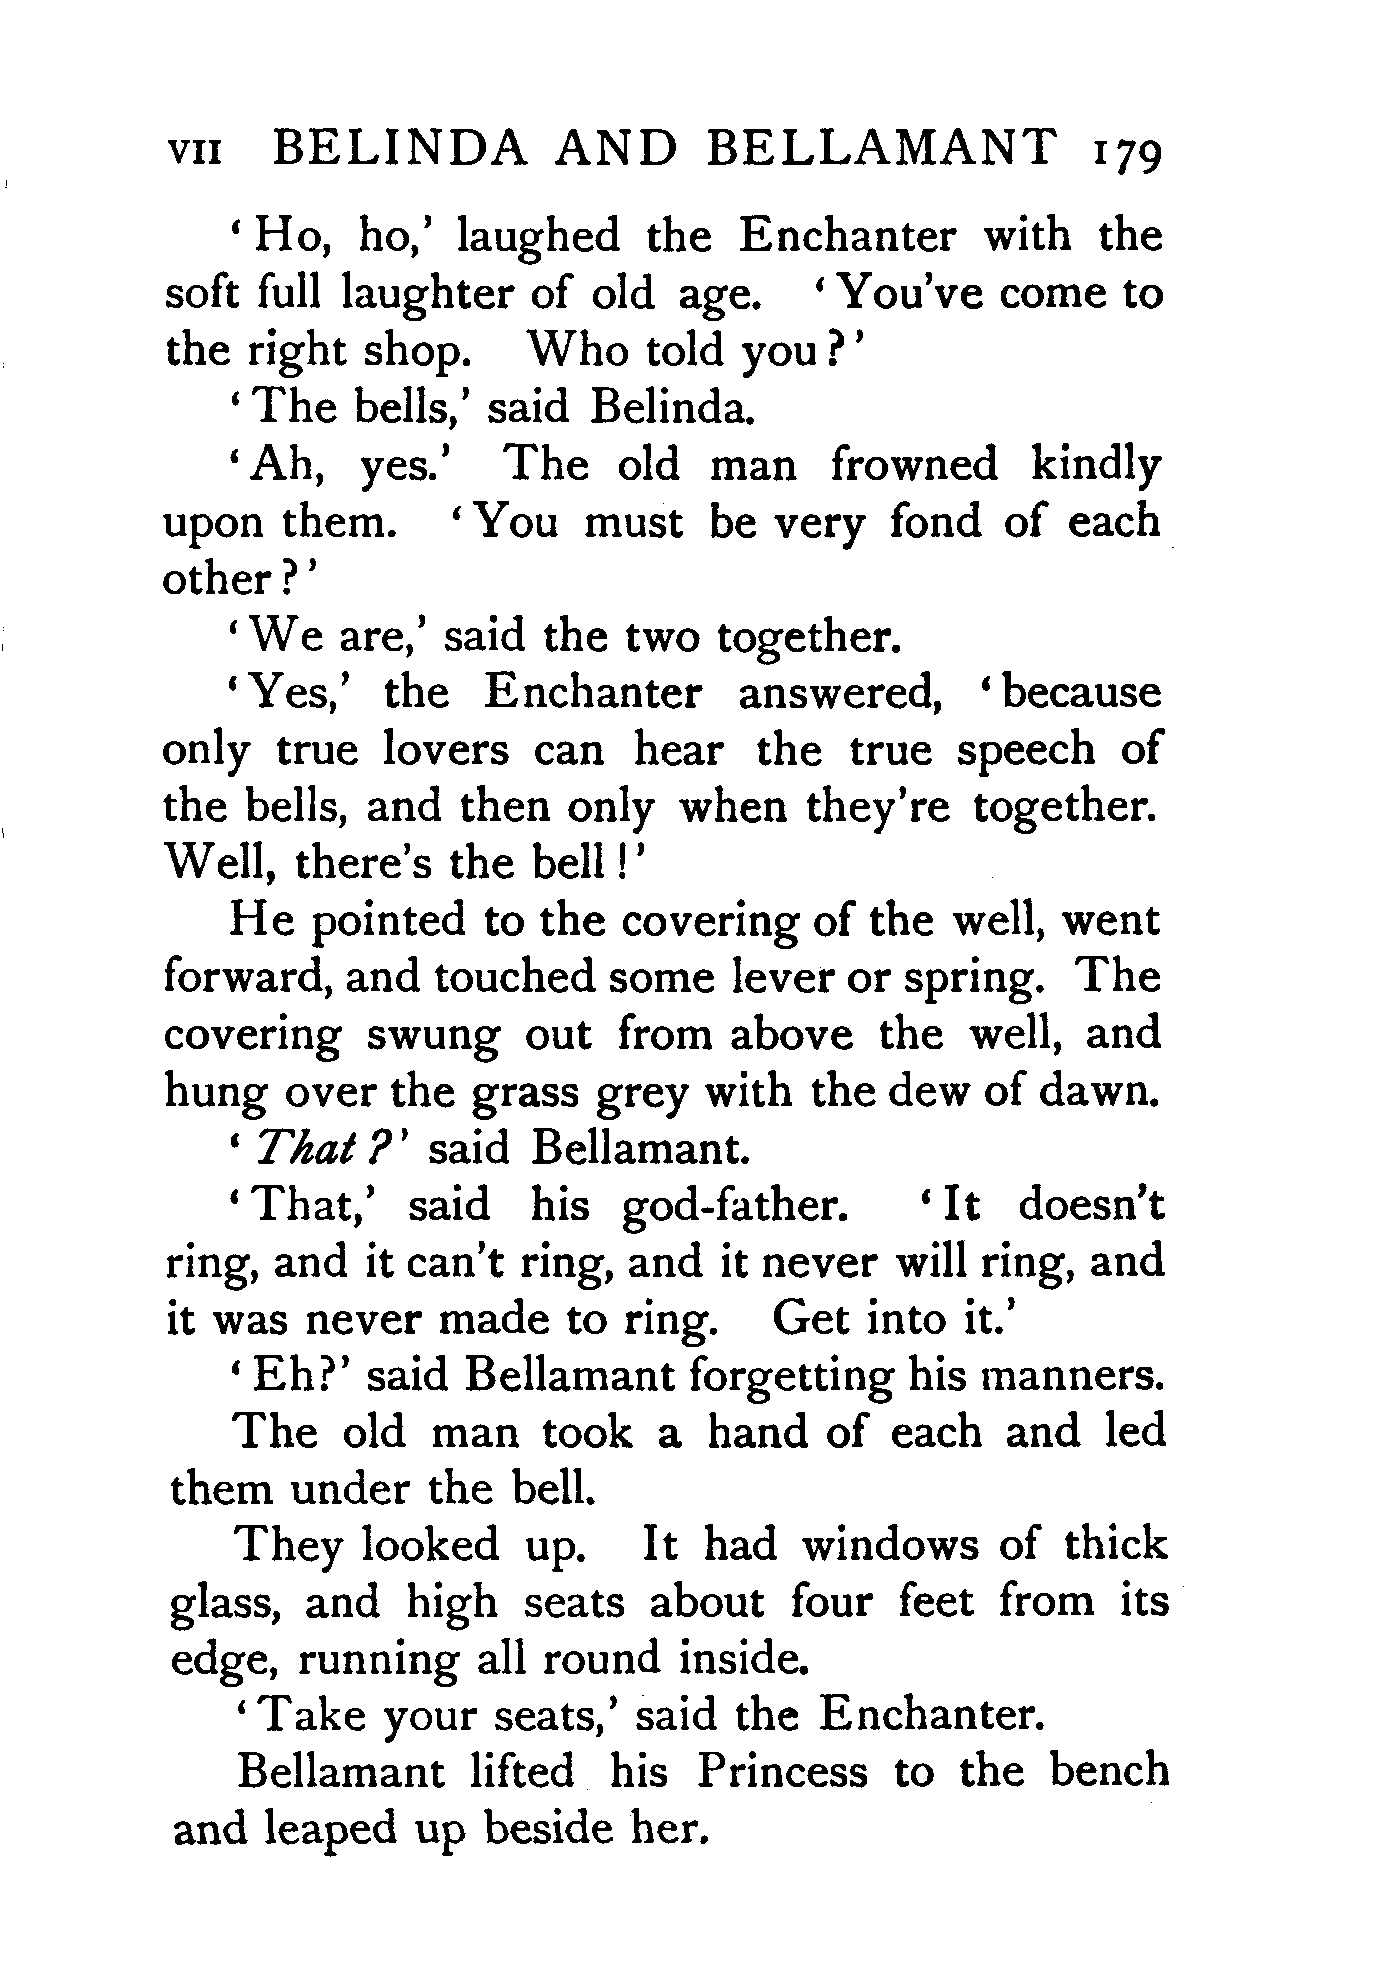 VII BELINDA AND BELLAMANT 179
‘ Ho, ho,’ laughed the Enchanter with the
soft full laughter of old age. ‘ You've come to
the right shop. Who told you ? ’
‘ The bells,’ said Belinda.
‘ Ah, yes.’ The old man frowned kindly
upon them. ‘ You must be very fond of each
other ? ’
‘ We are,’ said the two together.
‘ Yes,’ the Enchanter answered, ‘ because
only true lovers can hear the true speech of
the bells, and then only when they're together.
Well, there's the bell ! ’
He pointed to the covering of the well, went
forward, and touched some lever or spring. The
covering swung out from above the well, and
hung over the grass grey with the dew of dawn.
‘ That ? ’ said Bellamant.
‘ That,’ said his god-father. ‘ It doesn't
ring, and it can't ring, and it never will ring, and
it was never made to ring. Get into it.’
‘ Eh?’ said Bellamant forgetting his manners.
The old man took a hand of each and led
them under the bell.
They looked up. It had windows of thick
glass, and high seats about four feet from its
edge, running all round inside.
‘ Take your seats,’ said the Enchanter.
Bellamant lifted his Princess to the bench
and leaped up beside her.